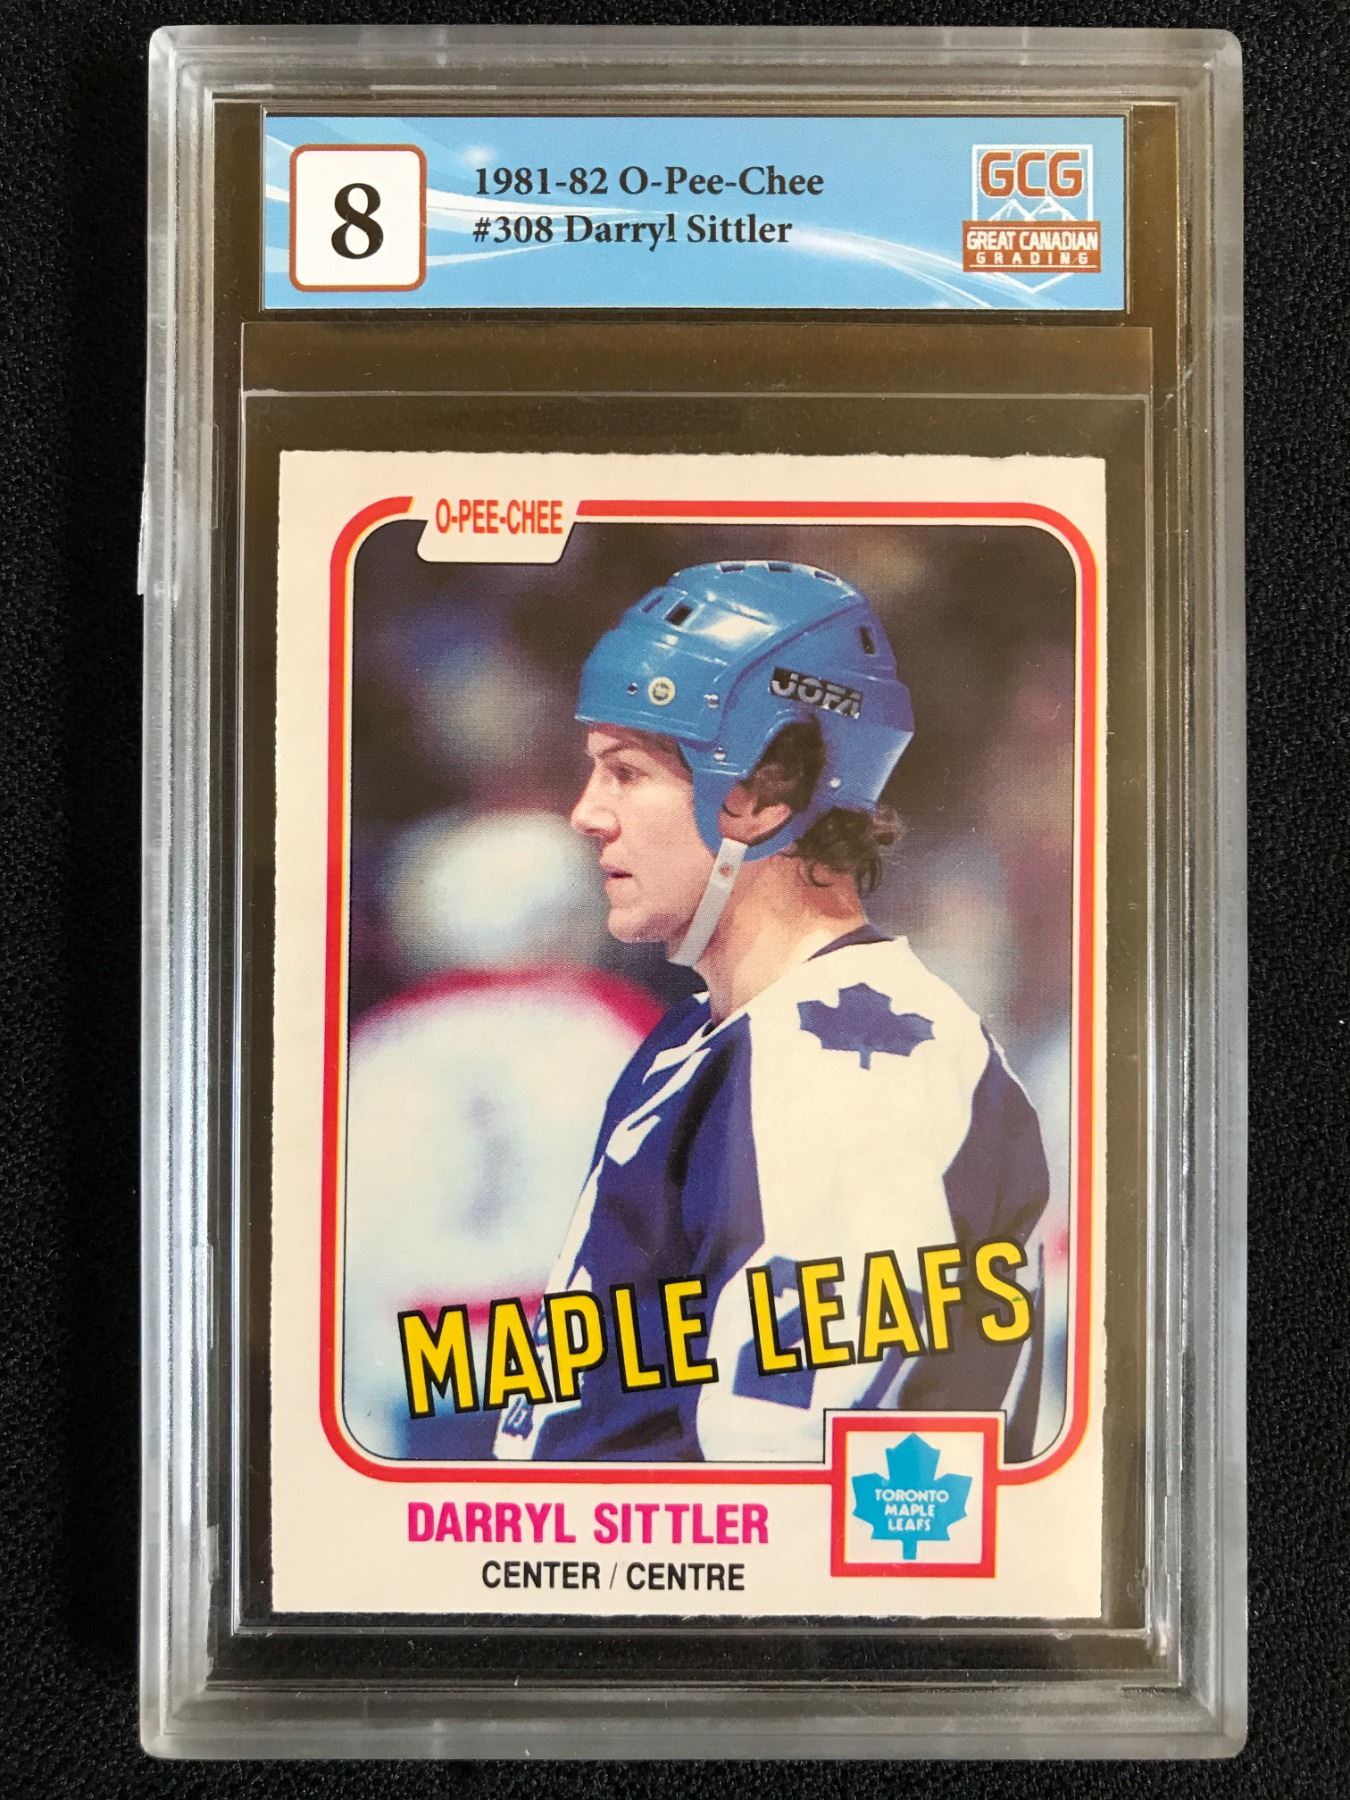 8
1981-82 O-Pee-Chee
#308 Darryl Sittler
GCG
GREAT CANADIAN
GRADING
O-PEE-CHEE
JOFA
MAPLE LEAFS
TORONTO
MAPLE
LEAFS
DARRYL SITTLER
CENTER / CENTRE